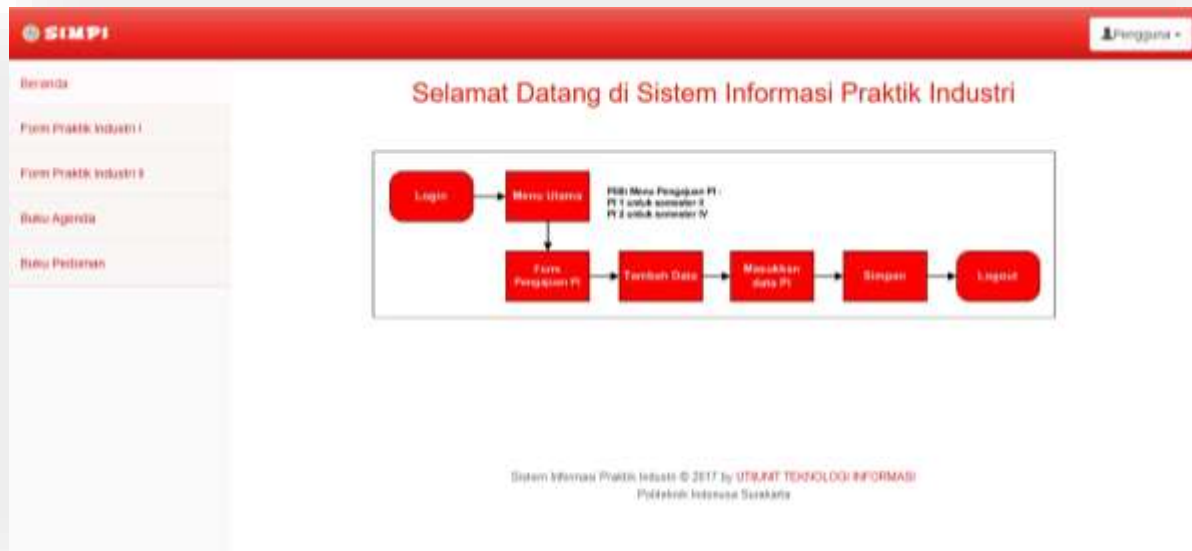 SIMPI
Pengguna
Beranda
Form Praktik Industri I
Form Praktik Industri II
Buku Agenda
Buku Pedoman
Selamat Datang di Sistem Informasi Praktik Industri
Login
Menu Utama
Pilih Menu Pengajuan PI :
PI 1 untuk semester II
PI 2 untuk semester IV
Form
Pengajuan PI
Tambah Data
Masukkan
data PI
Simpan
Logout
Sistem Informasi Praktik Industri © 2017 by UTI|UNIT TEKNOLOGI INFORMASI
Politeknik Indonusa Surakarta